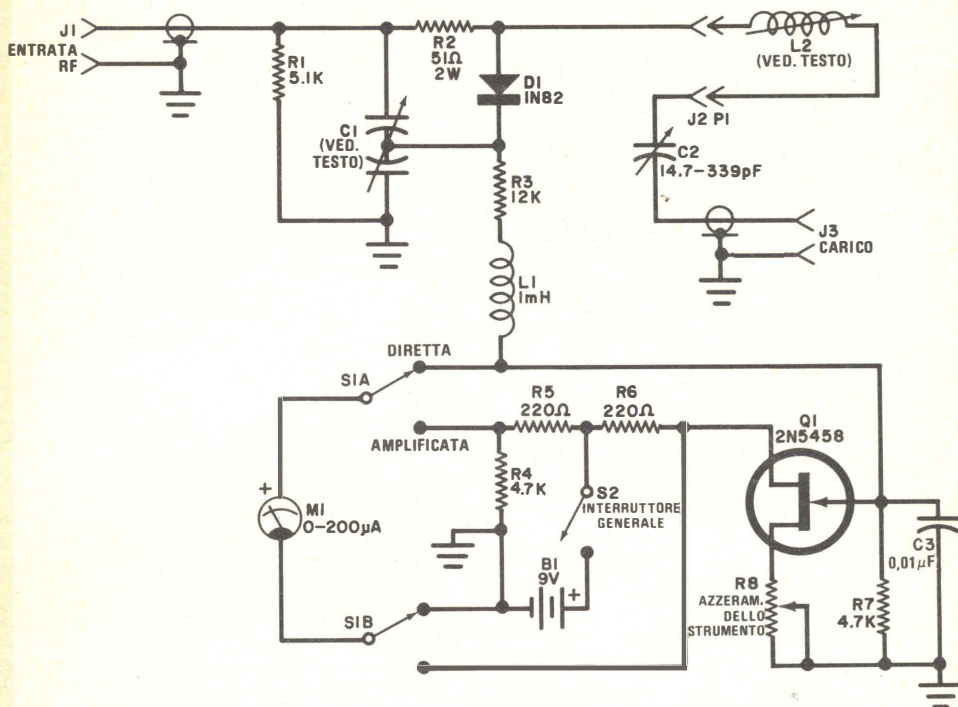 J1
ENTRATA
RF
R1
5.1K
R2
51Ω
2W
D1
1N82
C1
(VED.
TESTO)
R3
12K
L1
1mH
L2
(VED. TESTO)
J2 P1
C2
14.7-339pF
J3
CARICO
DIRETTA
S1A
AMPLIFICATA
R5
220Ω
R6
220Ω
R4
4.7K
S2
INTERRUTTORE
GENERALE
Q1
2N5458
+
M1
0-200µA
B1
9V
+
S1B
R8
AZZERAM.
DELLO
STRUMENTO
R7
4.7K
C3
0,01µF